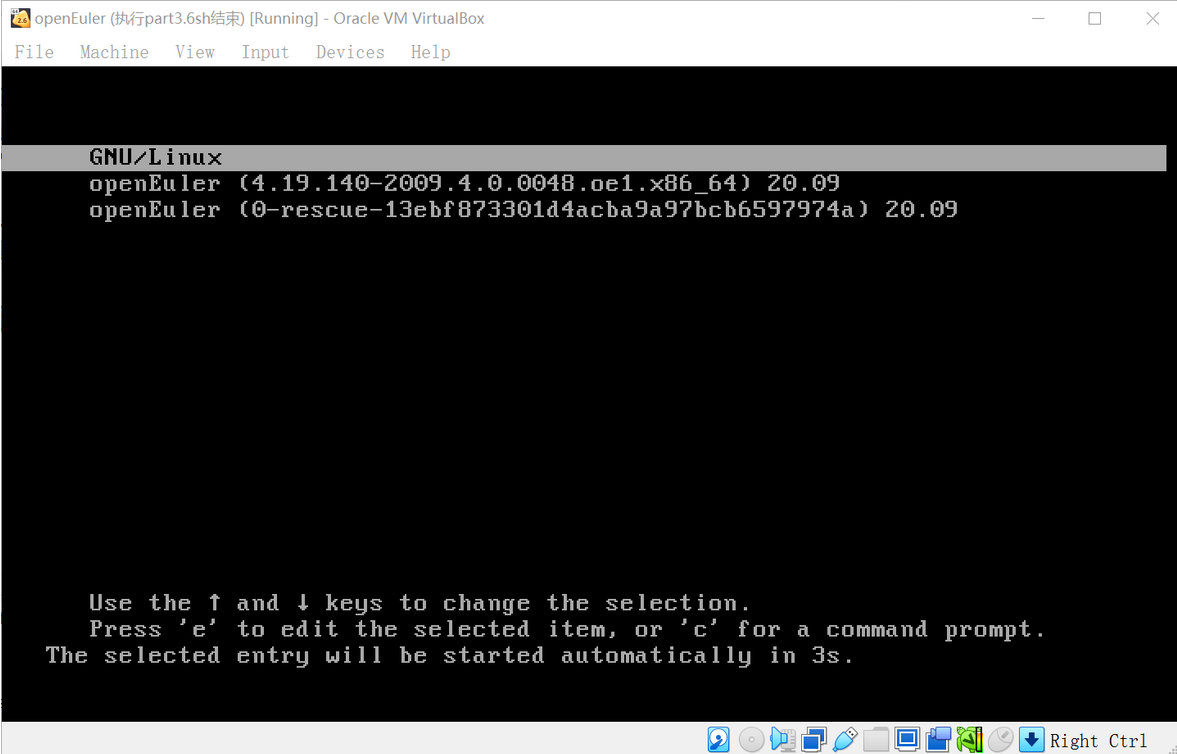 openEuler (执行part3.6sh结束) [Running] - Oracle VM VirtualBox
File Machine View Input Devices Help
GNU/Linux
openEuler (4.19.140-2009.4.0.0048.oe1.x86_64) 20.09
openEuler (0-rescue-13ebf873301d4acba9a97bcb6597974a) 20.09
Use the ↑ and ↓ keys to change the selection.
Press 'e' to edit the selected item, or 'c' for a command prompt.
The selected entry will be started automatically in 3s.
Right Ctrl